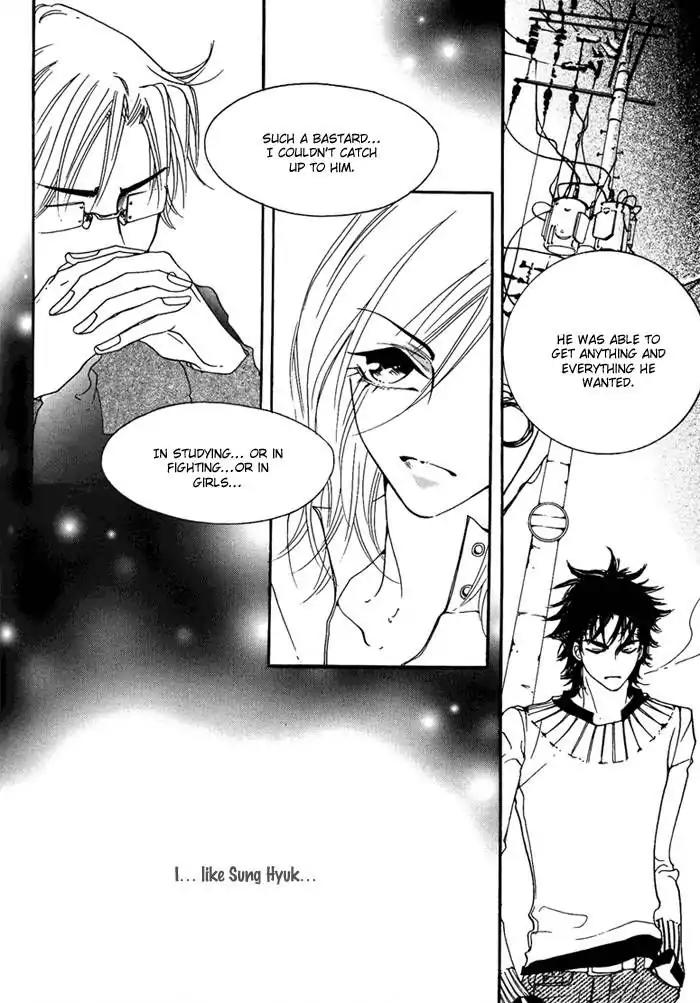 SUCH A BASTARD...
I COULDN'T CATCH
UP TO HIM.
HE WAS ABLE TO
GET ANYTHING AND
EVERYTHING HE
WANTED.
IN STUDYING... OR IN
FIGHTING...OR IN
GIRLS...
I... like Sung Hyuk...